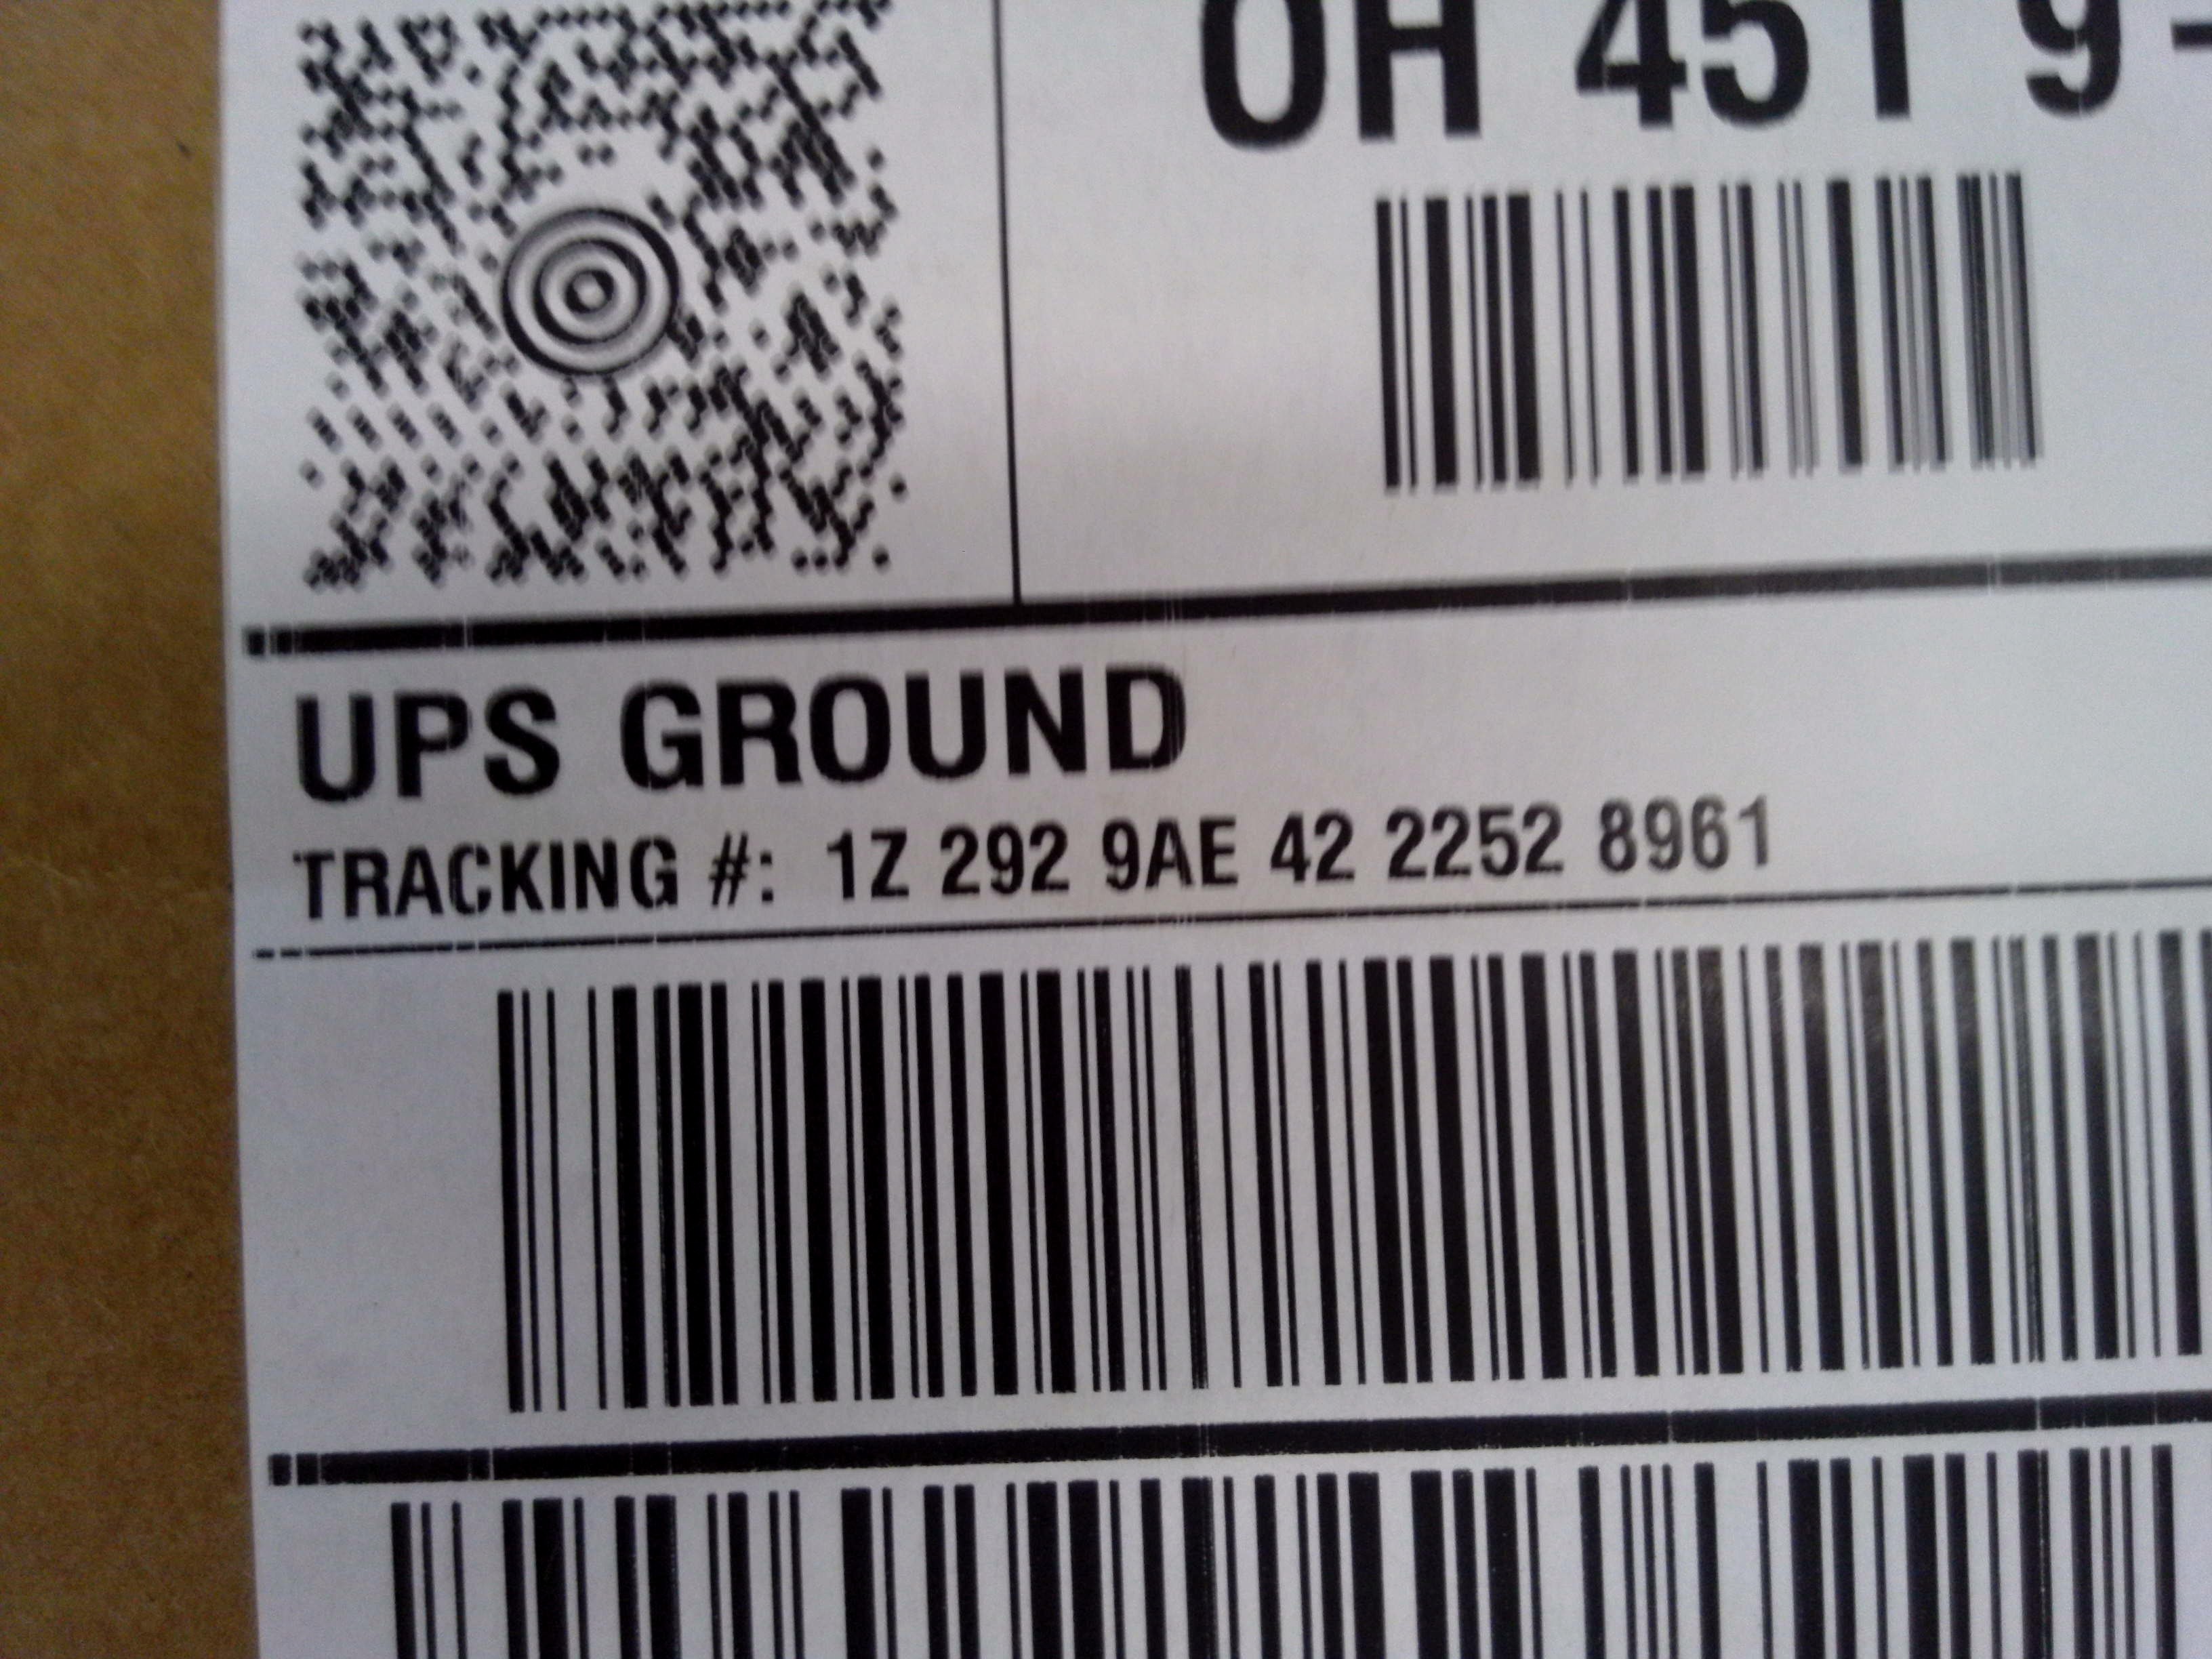 OH 451 9-
UPS GROUND
TRACKING #: 1Z 292 9AE 42 2252 8961